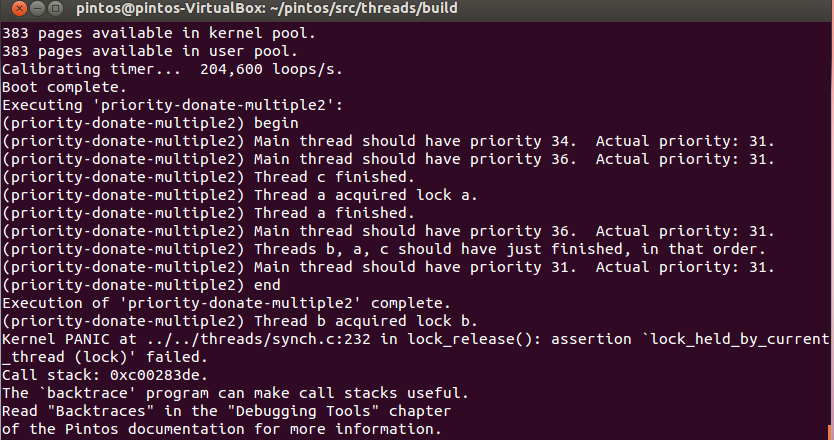 pintos@pintos-VirtualBox: ~/pintos/src/threads/build
383 pages available in kernel pool.
383 pages available in user pool.
Calibrating timer...  204,600 loops/s.
Boot complete.
Executing 'priority-donate-multiple2':
(priority-donate-multiple2) begin
(priority-donate-multiple2) Main thread should have priority 34.  Actual priority: 31.
(priority-donate-multiple2) Main thread should have priority 36.  Actual priority: 31.
(priority-donate-multiple2) Thread c finished.
(priority-donate-multiple2) Thread a acquired lock a.
(priority-donate-multiple2) Thread a finished.
(priority-donate-multiple2) Main thread should have priority 36.  Actual priority: 31.
(priority-donate-multiple2) Threads b, a, c should have just finished, in that order.
(priority-donate-multiple2) Main thread should have priority 31.  Actual priority: 31.
(priority-donate-multiple2) end
Execution of 'priority-donate-multiple2' complete.
(priority-donate-multiple2) Thread b acquired lock b.
Kernel PANIC at ../../threads/synch.c:232 in lock_release(): assertion `lock_held_by_current
_thread (lock)' failed.
Call stack: 0xc00283de.
The `backtrace' program can make call stacks useful.
Read "Backtraces" in the "Debugging Tools" chapter
of the Pintos documentation for more information.